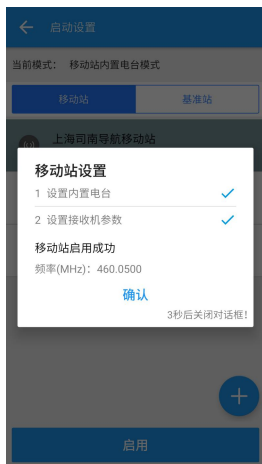 启动设置
当前模式： 移动站内置电台模式
移动站
基准站
上海司南导航移动站
移动站设置
1 设置内置电台
2 设置接收机参数
移动站启用成功
频率(MHz)：460.0500
确认
3秒后关闭对话框！
启用